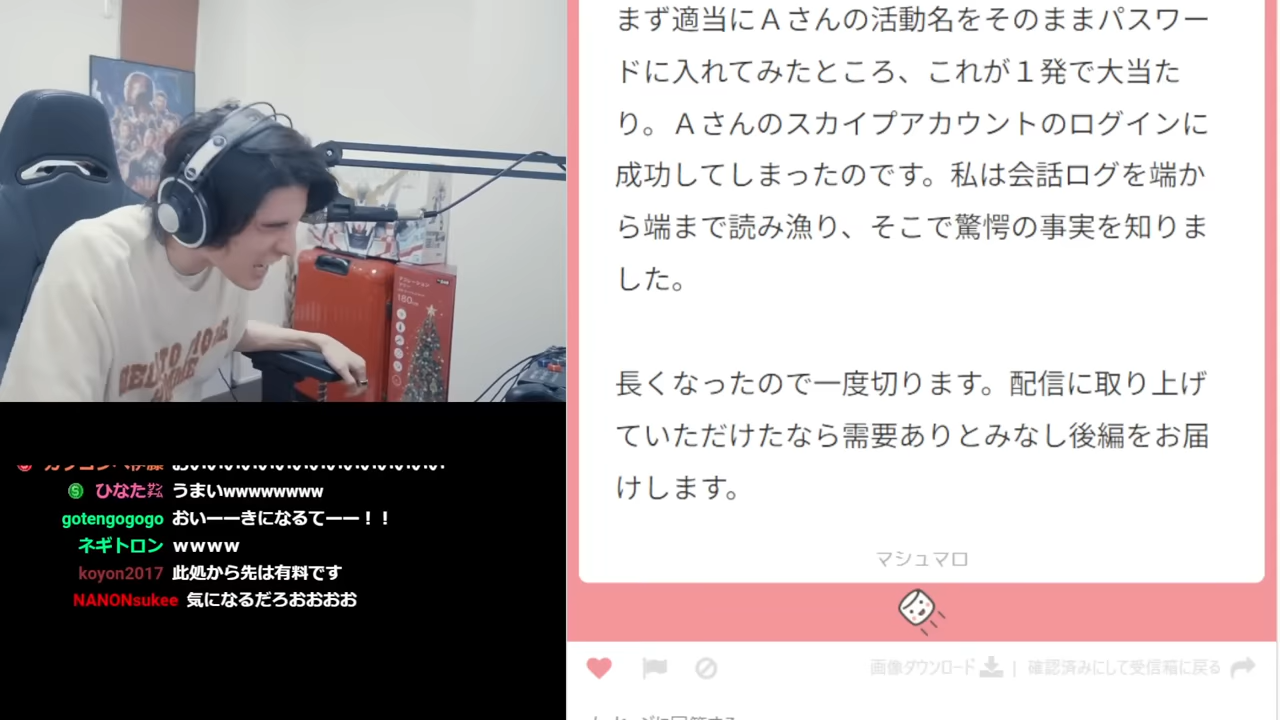 まず適当にＡさんの活動名をそのままパスワー
ドに入れてみたところ、これが１発で大当た
り。Ａさんのスカイプアカウントのログインに
成功してしまったのです。私は会話ログを端か
ら端まで読み漁り、そこで驚愕の事実を知りま
した。
長くなったので一度切ります。配信に取り上げ
ていただけたなら需要ありとみなし後編をお届
けします。
マシュマロ
画像ダウンロード | 確認済みにして受信箱に戻る
180cm
ひなた うまいwwwwwwww
gotengogogo おいーーきになるてーー！！
ネギトロン ｗｗｗｗ
koyon2017 此処から先は有料です
NANONsukee 気になるだろおおおお